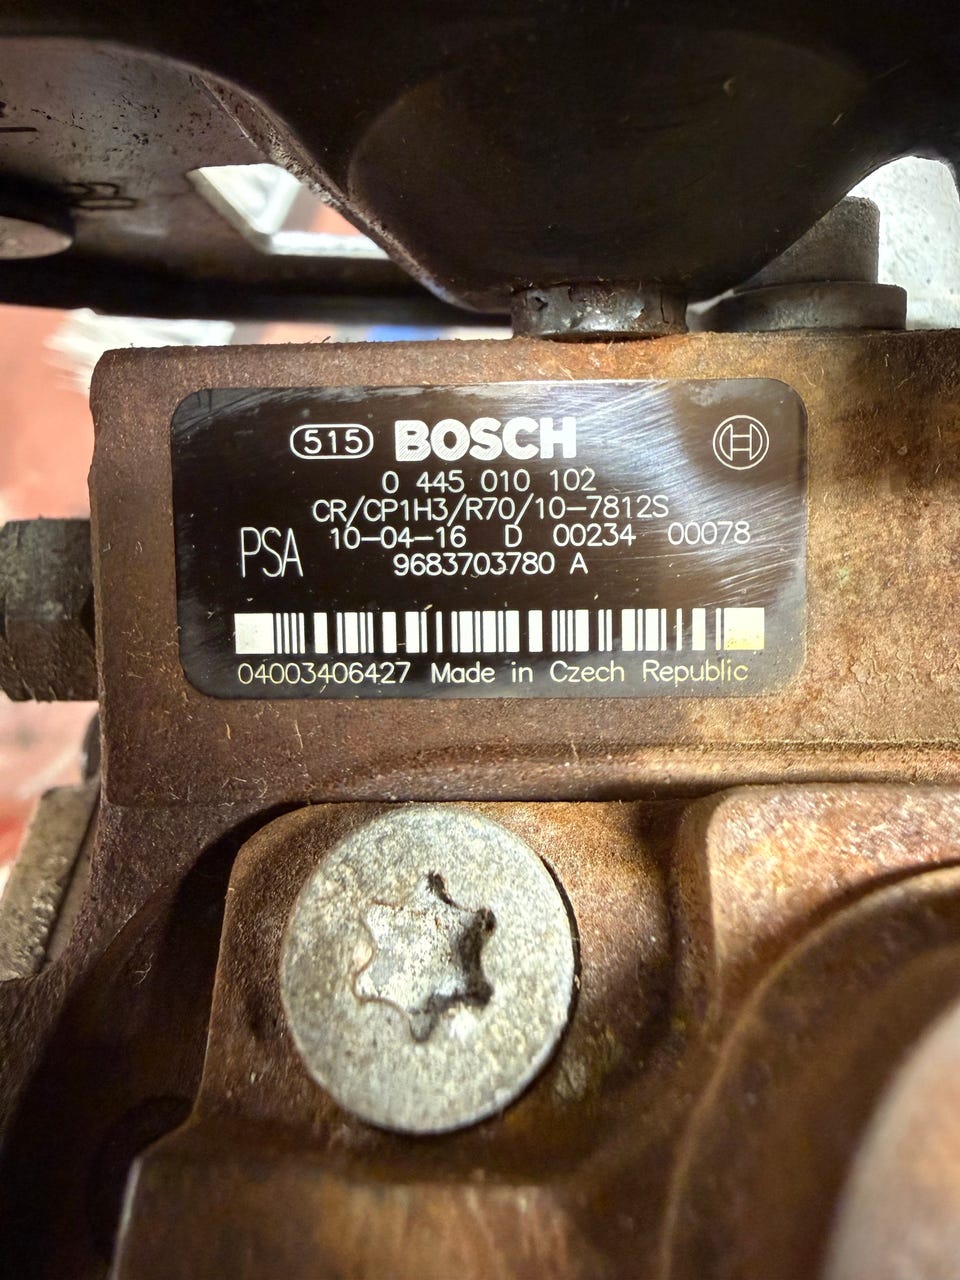 515 BOSCH
0 445 010 102
CR/CP1H3/R70/10-7812S
PSA 10-04-16 D 00234 00078
9683703780 A
04003406427 Made in Czech Republic